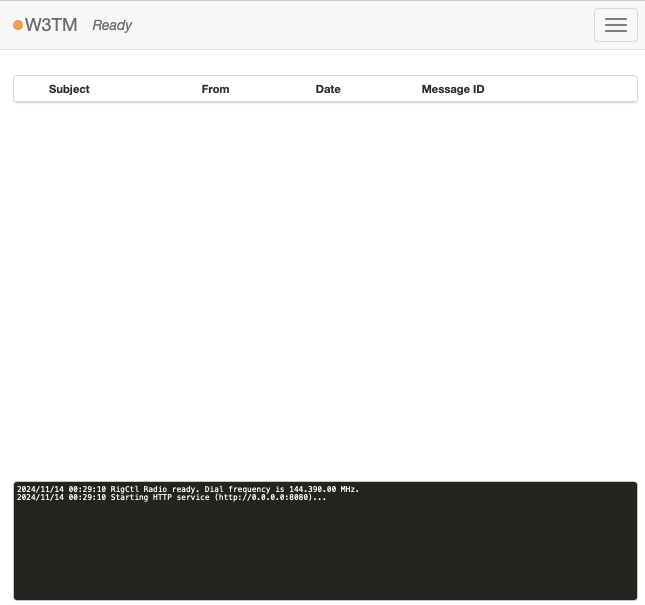 W3TM Ready
Subject From Date Message ID
2024/11/14 00:29:10 RigCtl Radio ready. Dial frequency is 144.390.00 MHz.
2024/11/14 00:29:10 Starting HTTP service (http://0.0.0.0:8080)...